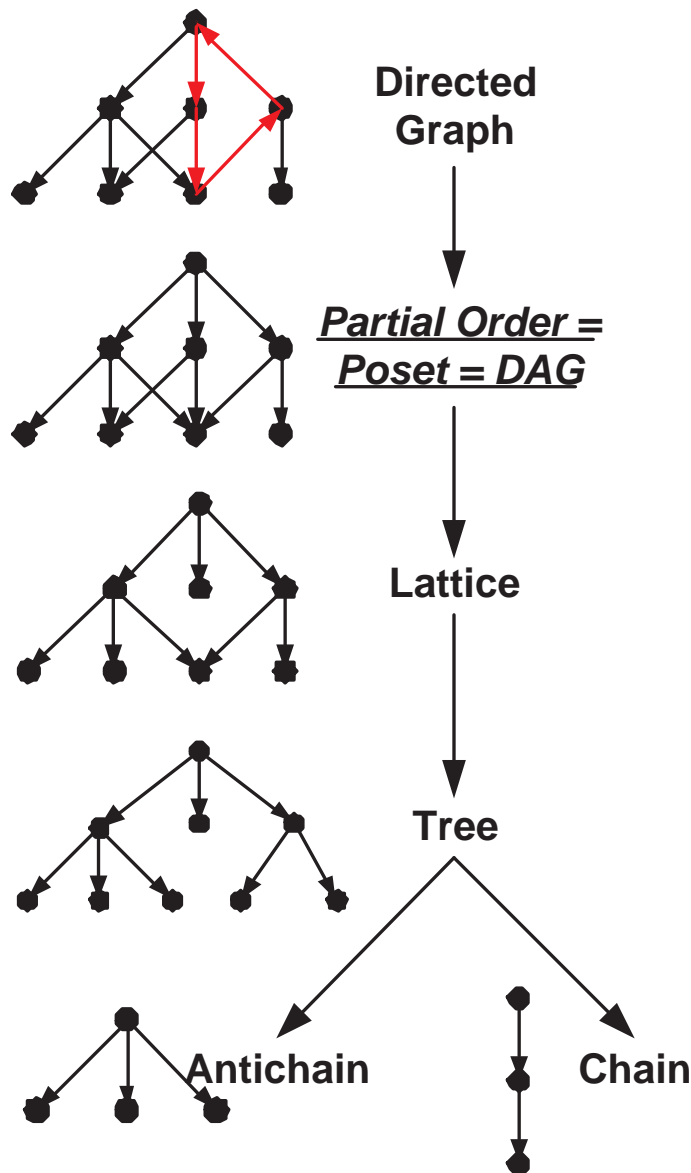 Directed
Graph
Partial Order =
Poset = DAG
Lattice
Tree
Antichain
Chain